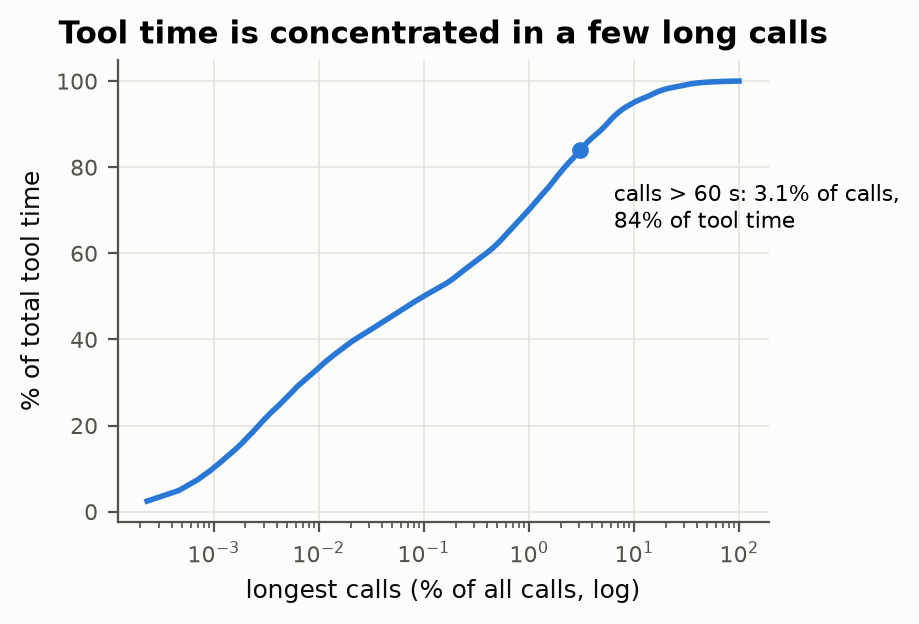 Tool time is concentrated in a few long calls
100
80
60
40
20
0
% of total tool time
calls > 60 s: 3.1% of calls,
84% of tool time
10⁻³ 10⁻² 10⁻¹ 10⁰ 10¹ 10²
longest calls (% of all calls, log)